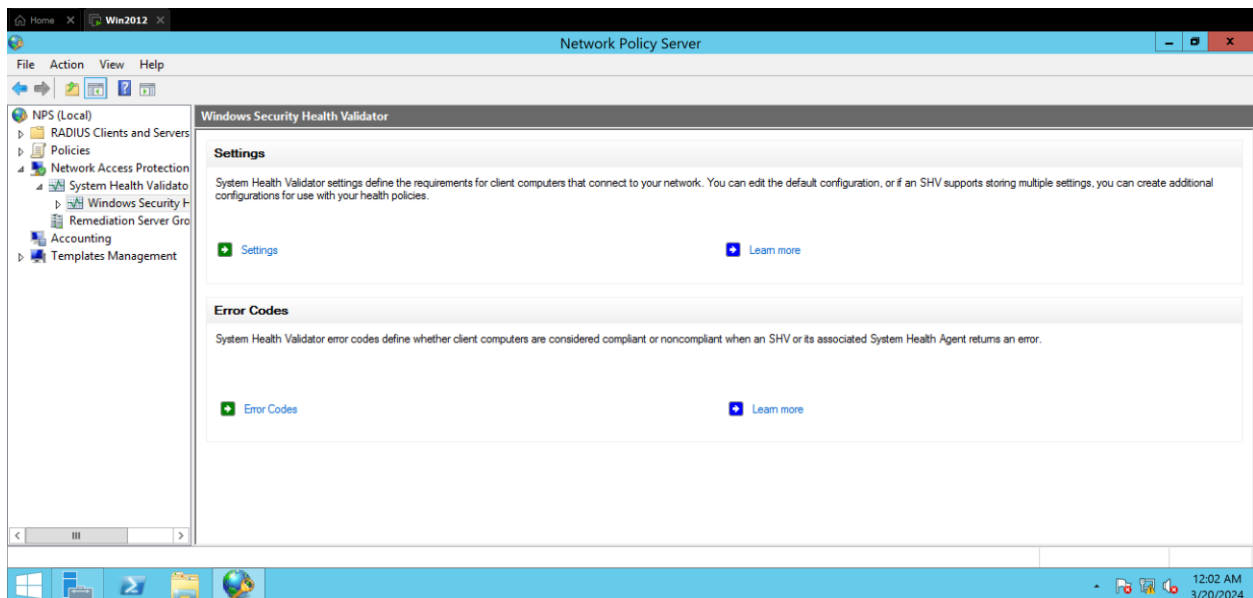 Home
Win2012
Network Policy Server
File Action View Help
NPS (Local)
RADIUS Clients and Servers
Policies
Network Access Protection
System Health Validato
Windows Security H
Remediation Server Gro
Accounting
Templates Management
Windows Security Health Validator
Settings
System Health Validator settings define the requirements for client computers that connect to your network. You can edit the default configuration, or if an SHV supports storing multiple settings, you can create additional
configurations for use with your health policies.
Settings Learn more
Error Codes
System Health Validator error codes define whether client computers are considered compliant or noncompliant when an SHV or its associated System Health Agent returns an error.
Error Codes Learn more
12:02 AM
3/20/2024